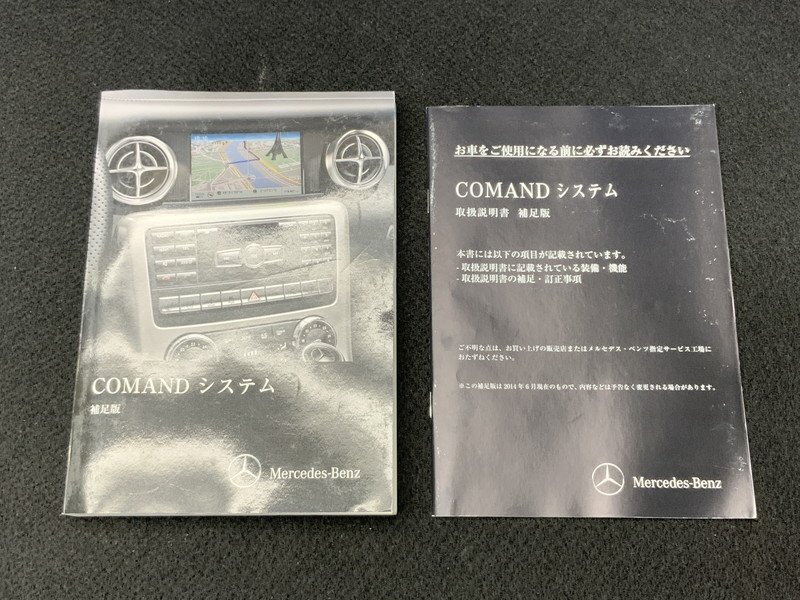 COMAND システム
補足版
Mercedes-Benz
お車をご使用になる前に必ずお読みください
COMAND システム
取扱説明書 補足版
本書には以下の項目が記載されています。
- 取扱説明書に記載されている装備・機能
- 取扱説明書の補足・訂正事項
ご不明な点は、お買い上げの販売店またはメルセデス・ベンツ指定サービス工場に
おたずねください。
※この補足版は 2014 年 6 月現在のもので、内容などは予告なく変更される場合があります。
Mercedes-Benz